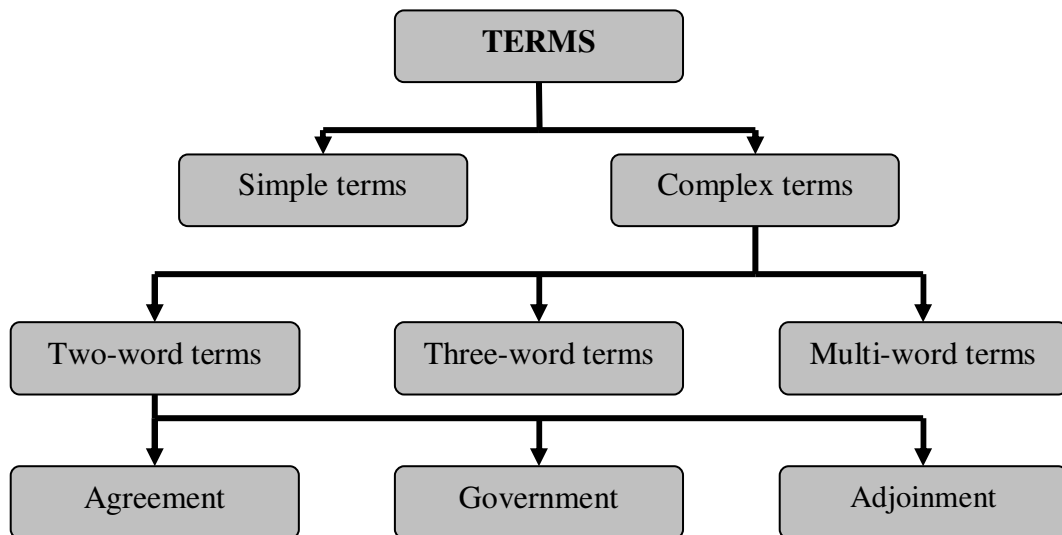 TERMS
Simple terms
Complex terms
Two-word terms
Three-word terms
Multi-word terms
Agreement
Government
Adjoinment